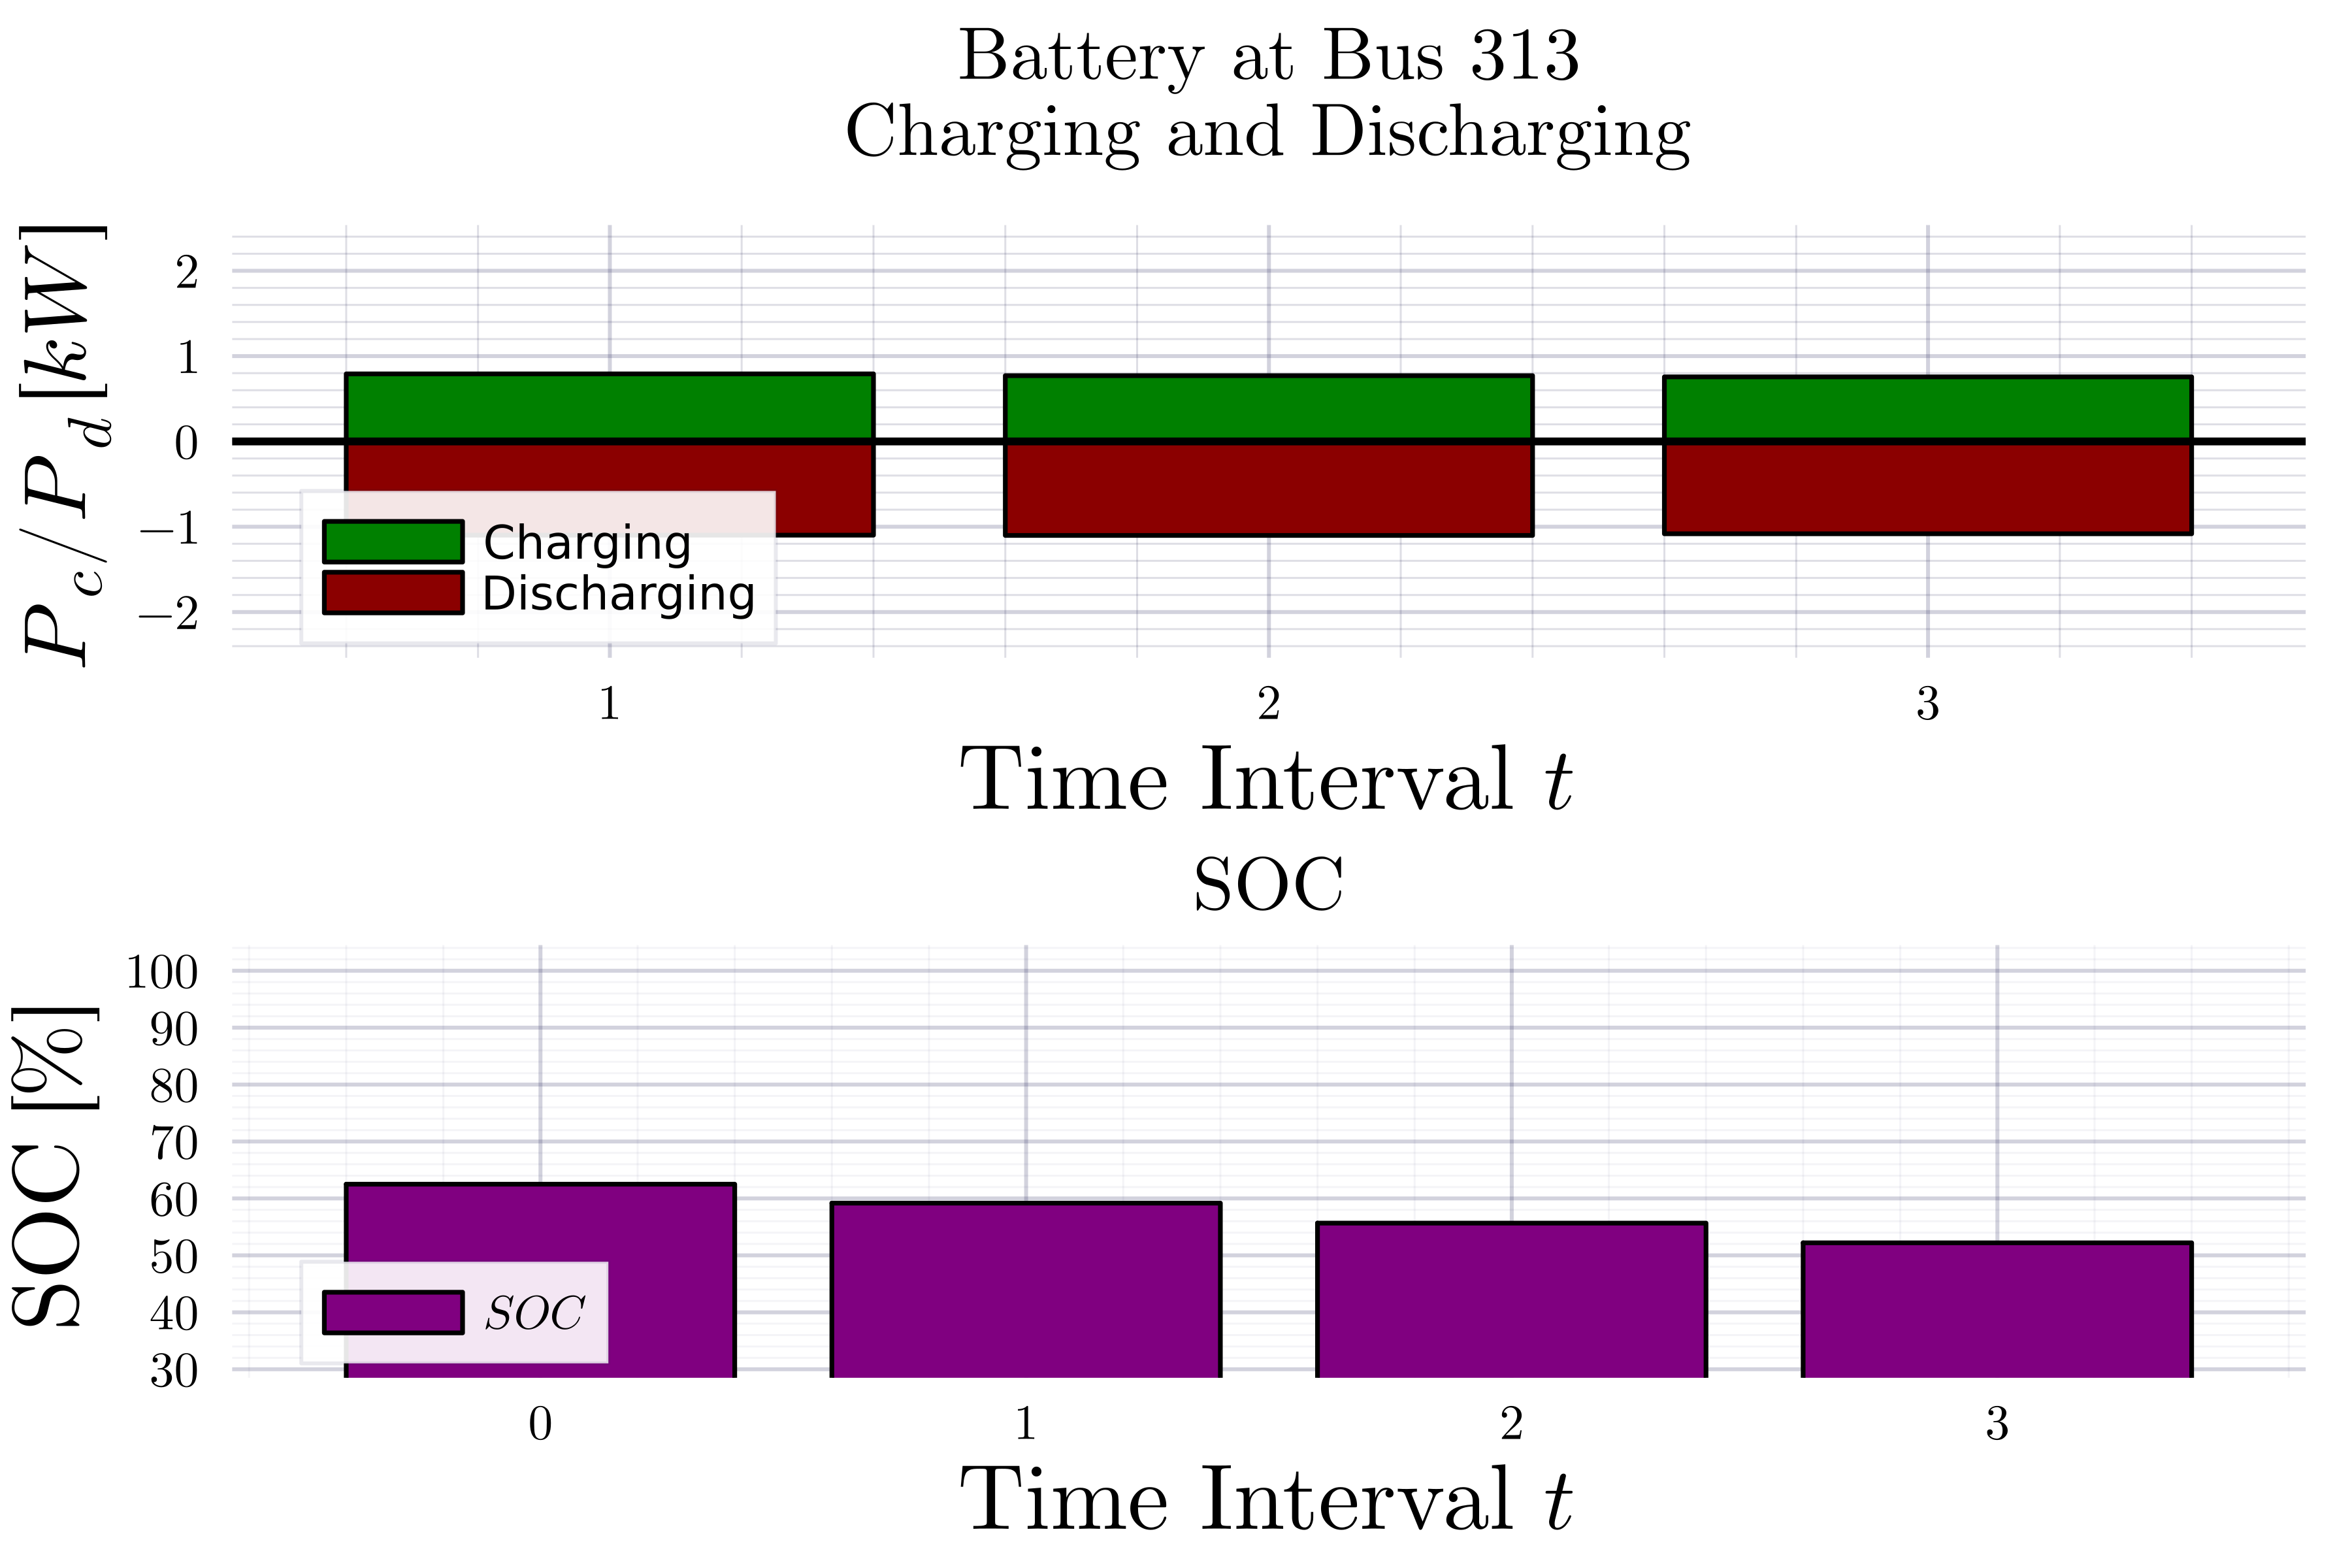 Battery at Bus 313
Charging and Discharging
P_c/P_d [kW]
2
1
0
−1
−2
Charging
Discharging
1 2 3
Time Interval t
SOC
SOC [%]
100
90
80
70
60
50
40
30
SOC
0 1 2 3
Time Interval t